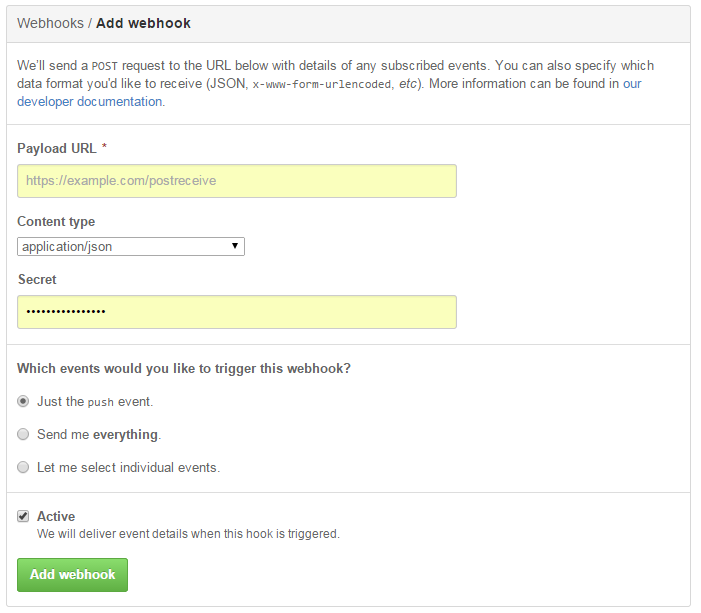 Webhooks / Add webhook
We'll send a POST request to the URL below with details of any subscribed events. You can also specify which
data format you'd like to receive (JSON, x-www-form-urlencoded, etc). More information can be found in our
developer documentation.
Payload URL *
https://example.com/postreceive
Content type
application/json
Secret
••••••••••••••••
Which events would you like to trigger this webhook?
Just the push event.
Send me everything.
Let me select individual events.
Active
We will deliver event details when this hook is triggered.
Add webhook